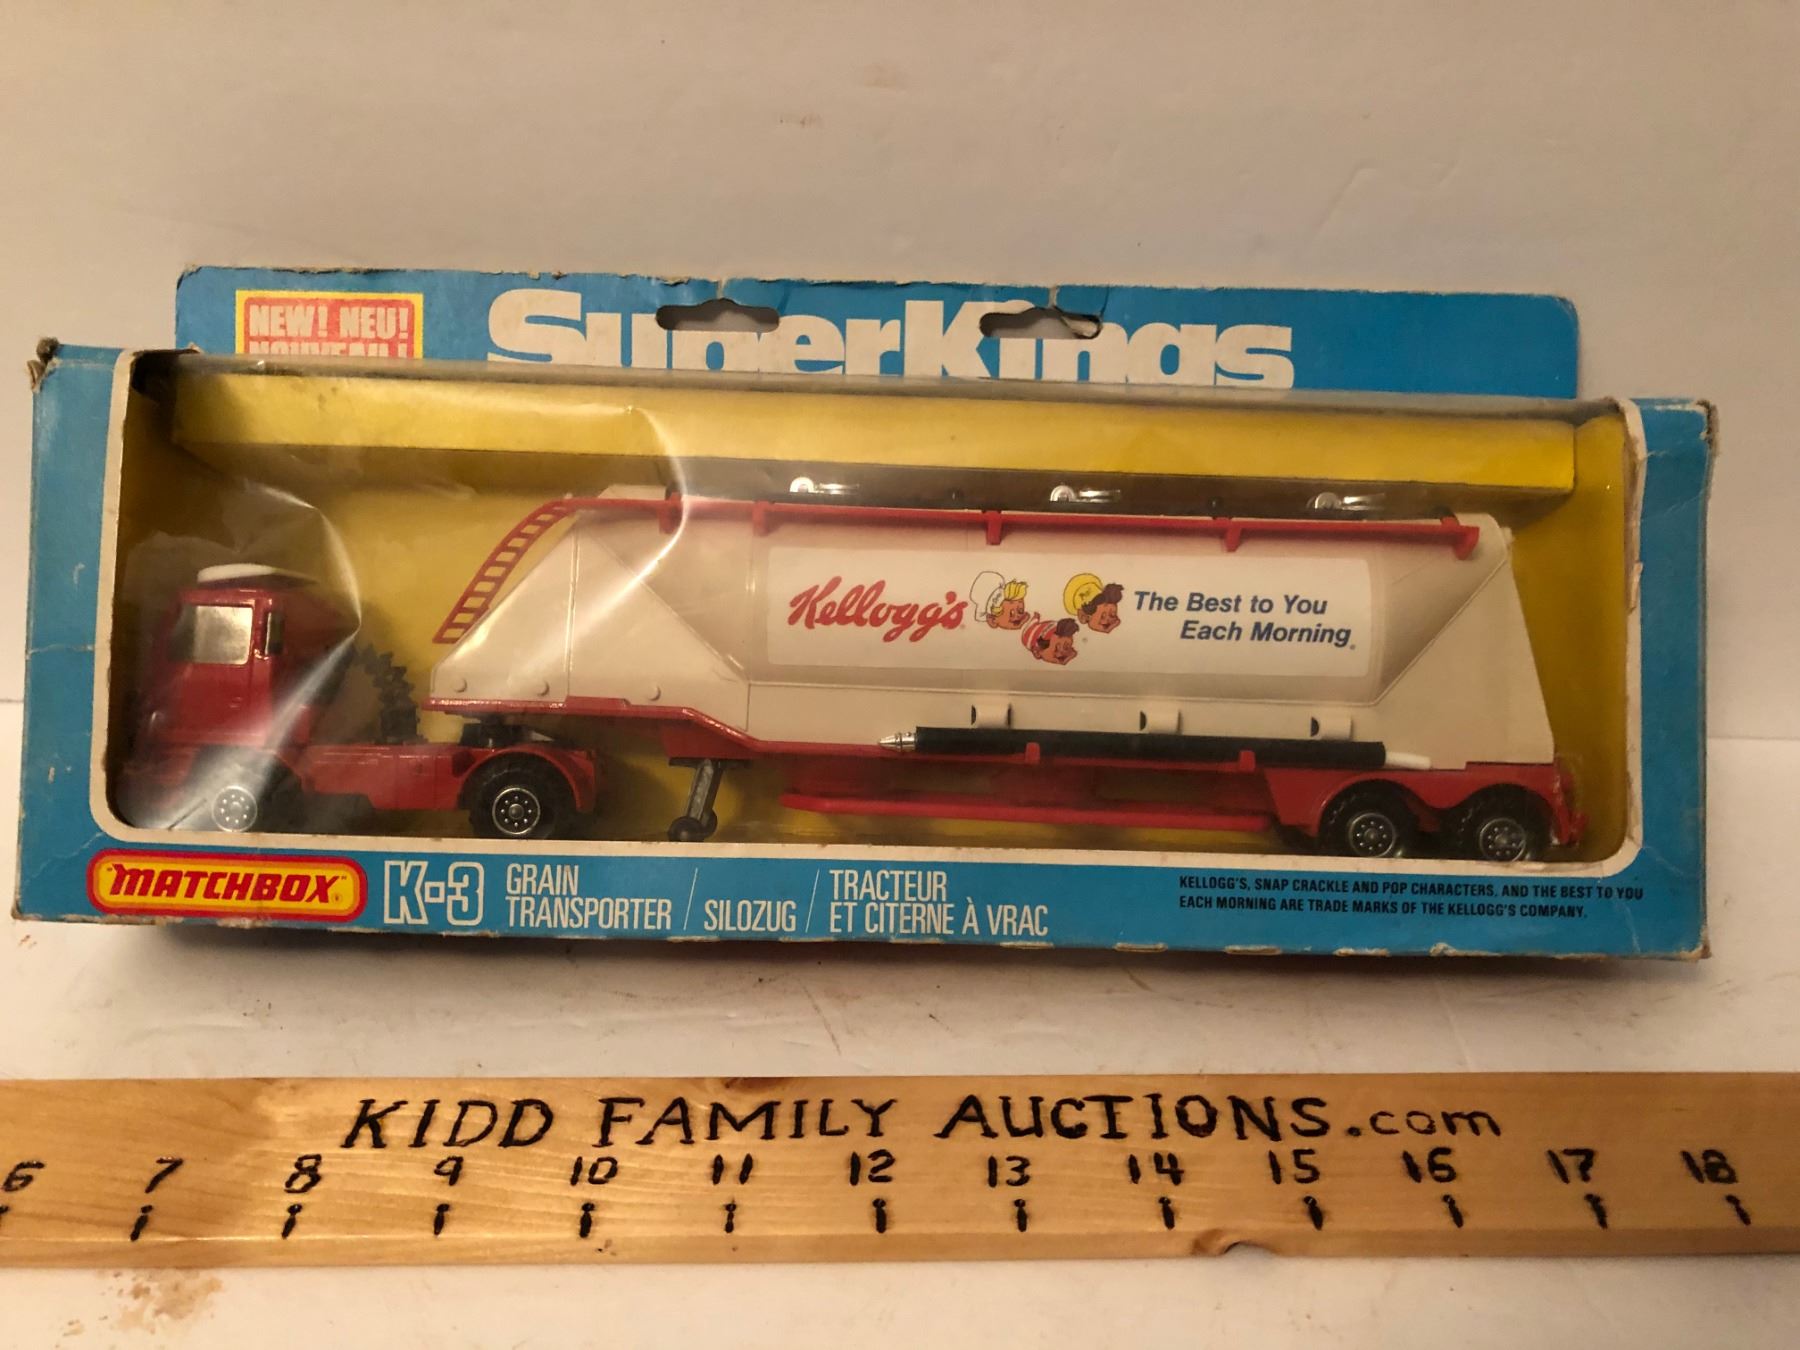 NEW! NEU!
NOUVEAU!
SuperKings
Kellogg's
The Best to You
Each Morning®
"MATCHBOX"®
K-3
GRAIN
TRANSPORTER / SILOZUG / TRACTEUR
ET CITERNE À VRAC
KELLOGG'S, SNAP CRACKLE AND POP CHARACTERS, AND THE BEST TO YOU
EACH MORNING ARE TRADE MARKS OF THE KELLOGG'S COMPANY.
KIDD FAMILY AUCTIONS.com
6 7 8 9 10 11 12 13 14 15 16 17 18